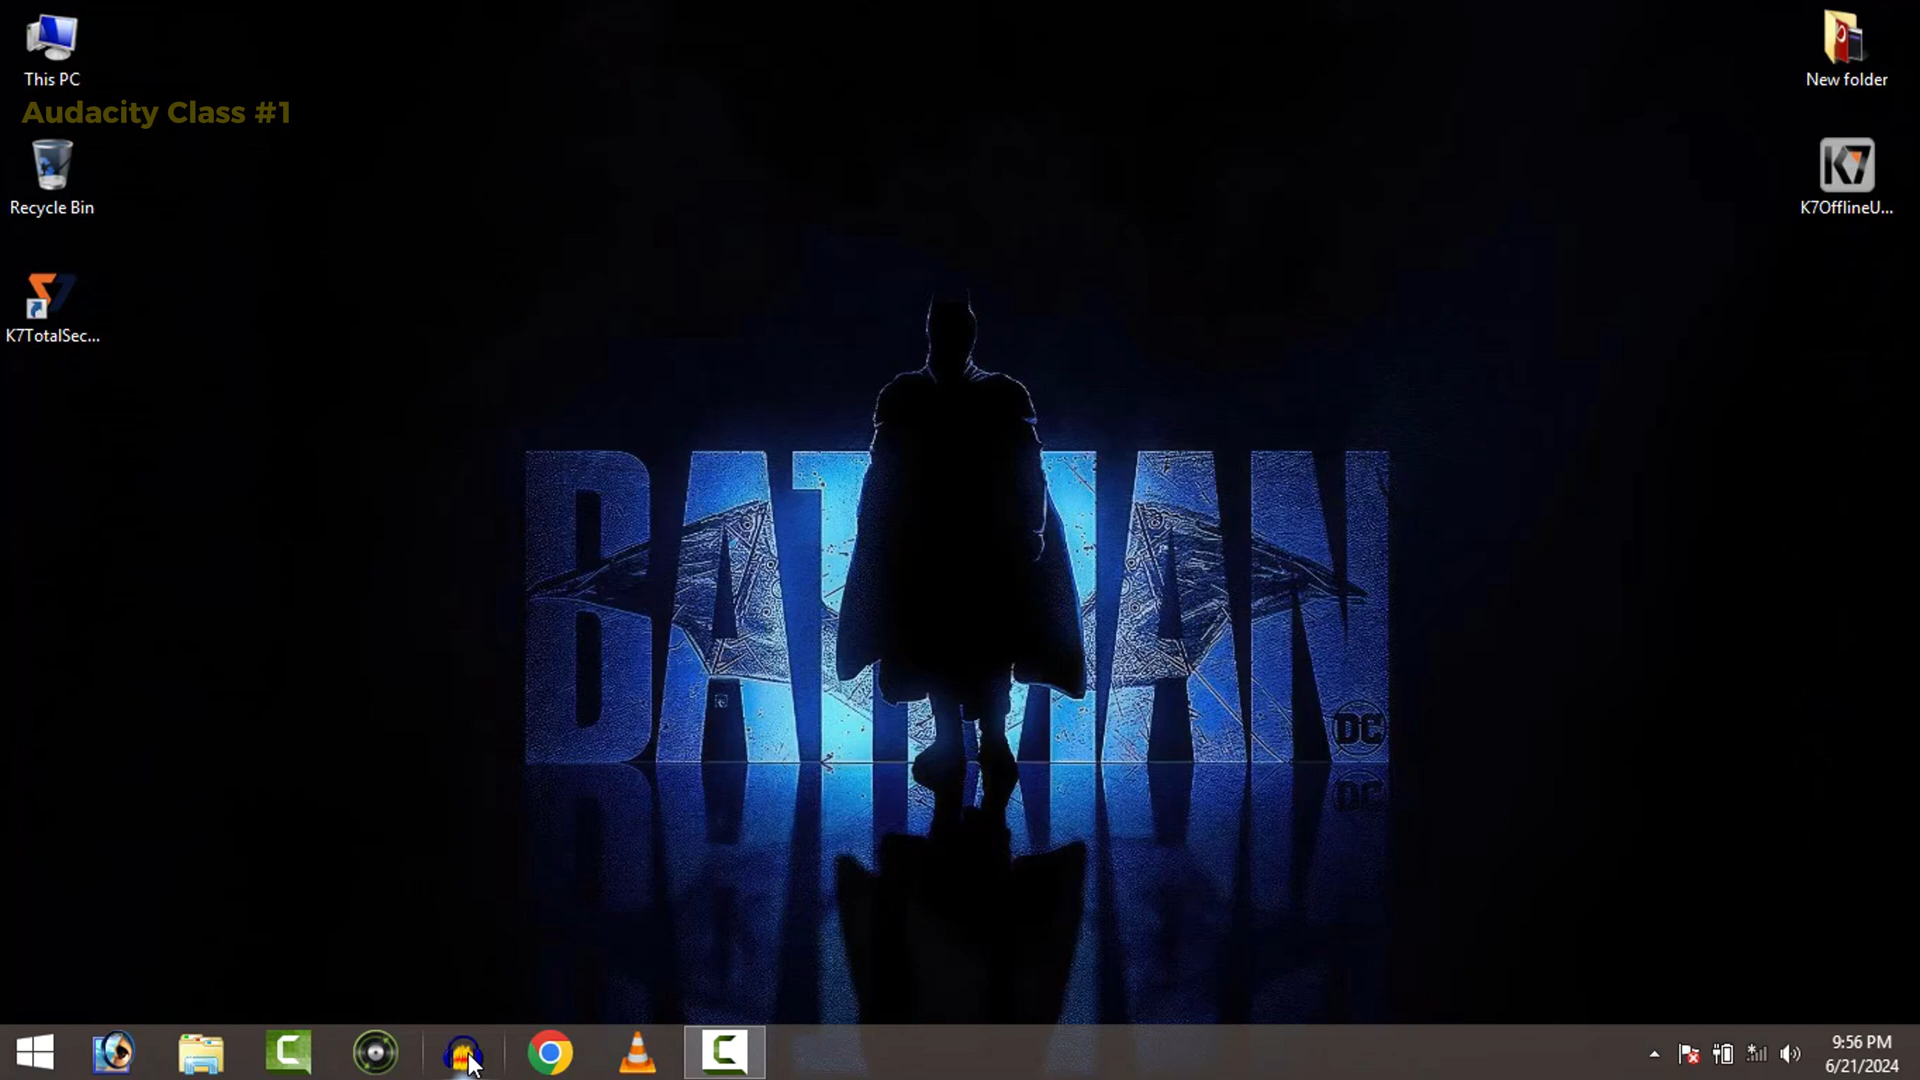 This PC
Audacity Class #1
Recycle Bin
K7TotalSec...
New folder
K7
K7OfflineU...
BATMAN
DC
9:56 PM
6/21/2024